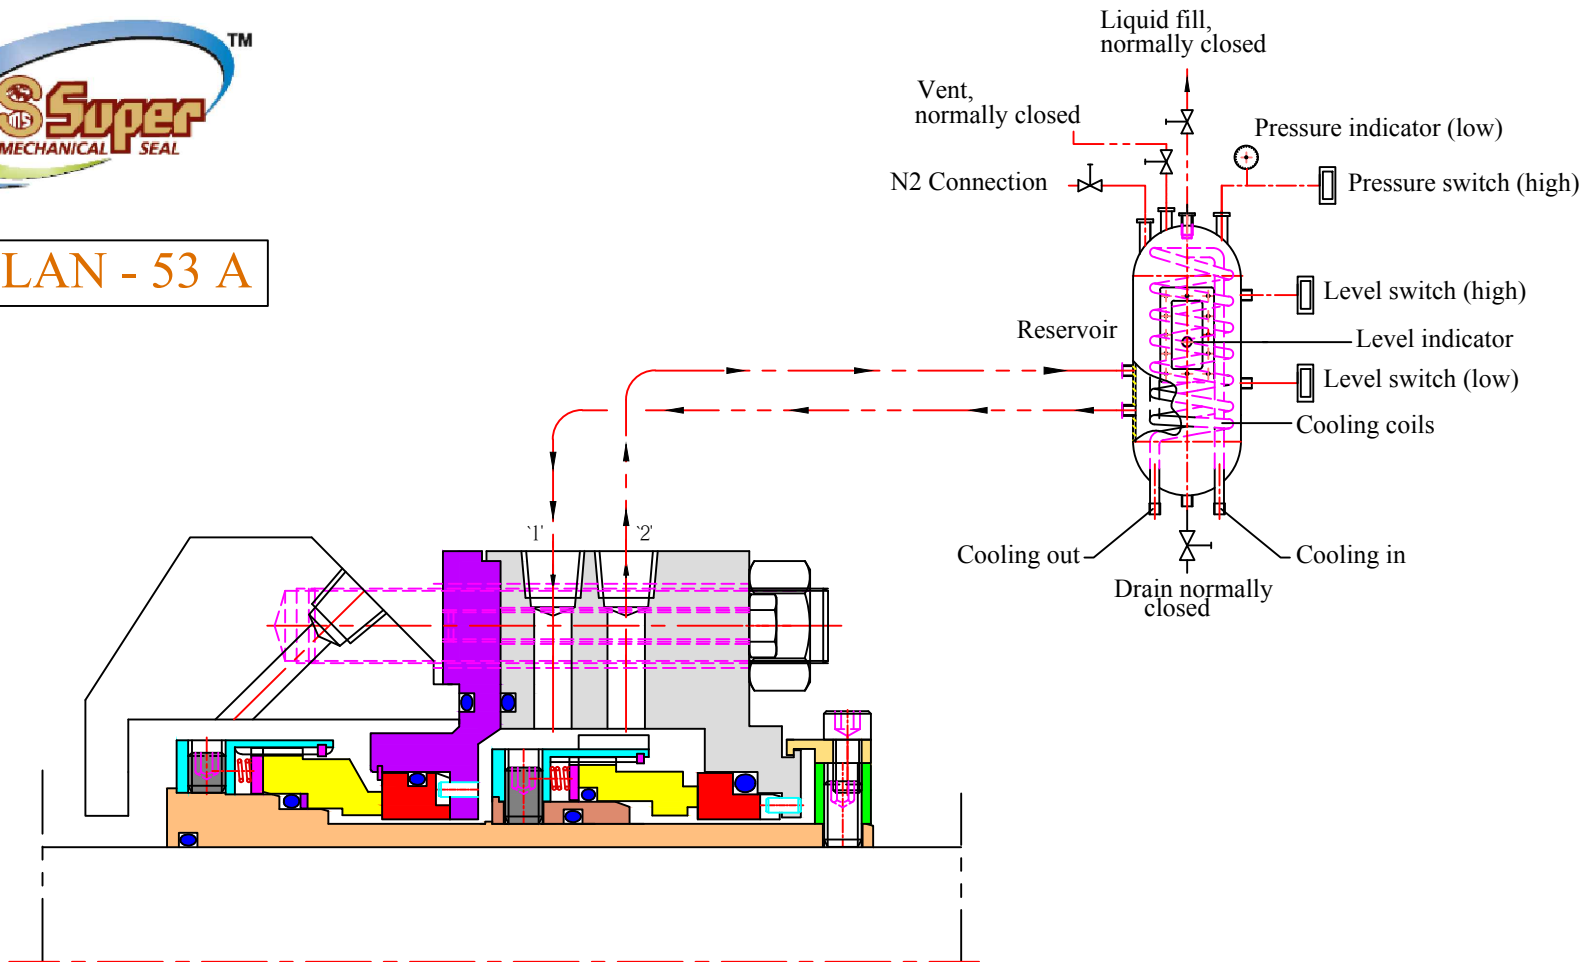 TM
Super
MECHANICAL SEAL
LAN - 53 A
Liquid fill,
normally closed
Vent,
normally closed
Pressure indicator (low)
N2 Connection
Pressure switch (high)
Level switch (high)
Reservoir
Level indicator
Level switch (low)
Cooling coils
Cooling out
Cooling in
Drain normally
closed
`1'
`2'